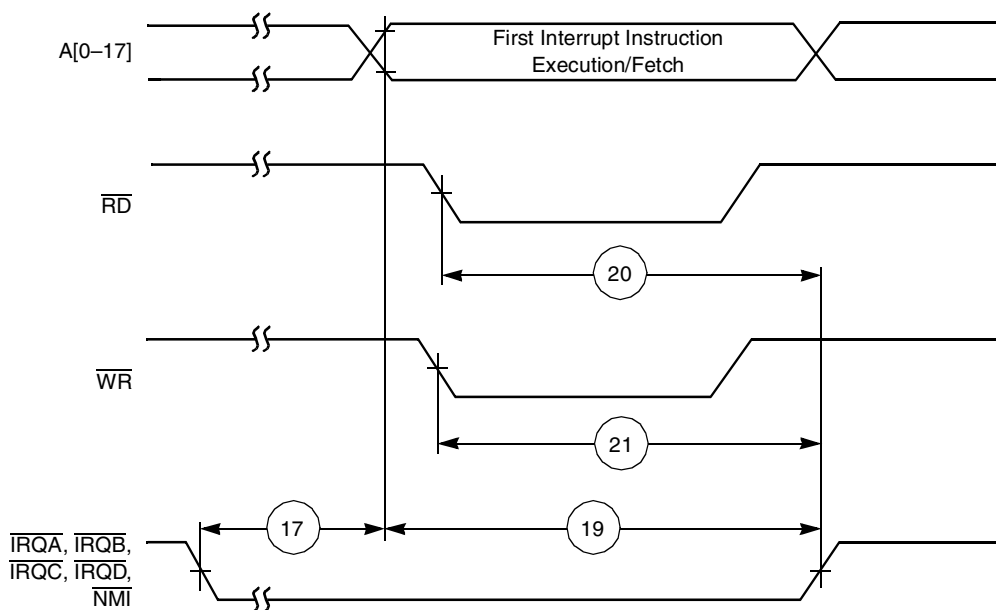 A[0–17]
First Interrupt Instruction
Execution/Fetch
RD
20
WR
21
17
19
IRQA, IRQB,
IRQC, IRQD,
NMI